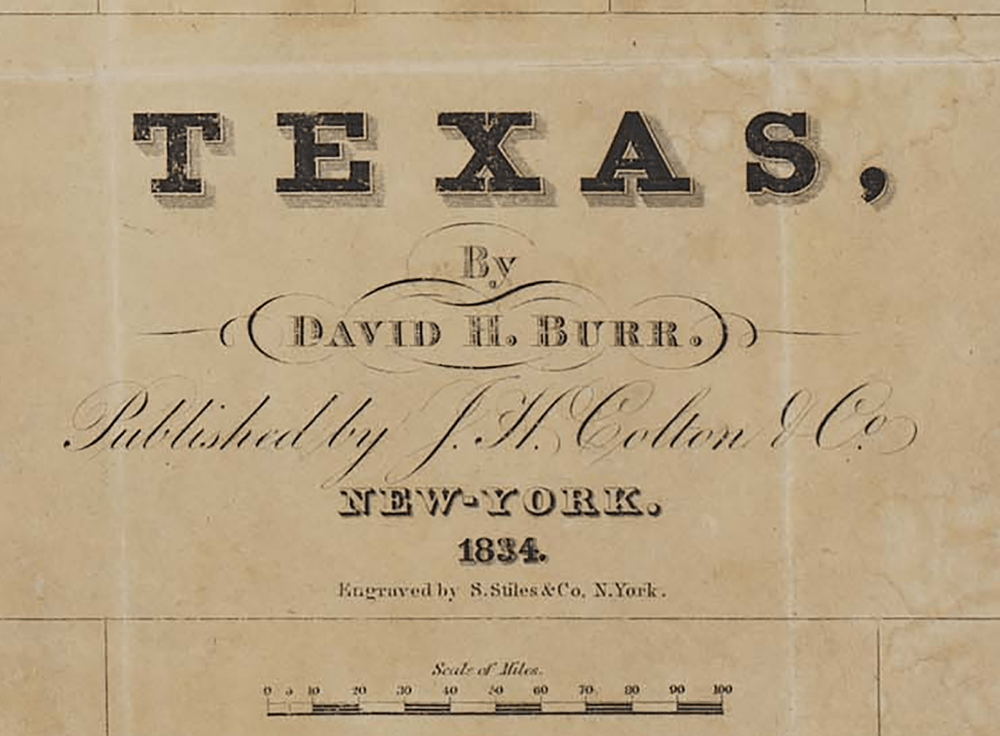 TEXAS,
By
DAVID H. BURR.
Published by J. H. Colton & Co.
NEW-YORK.
1834.
Engraved by S. Stiles & Co, N. York.
Scale of Miles.
0 5 10 20 30 40 50 60 70 80 90 100